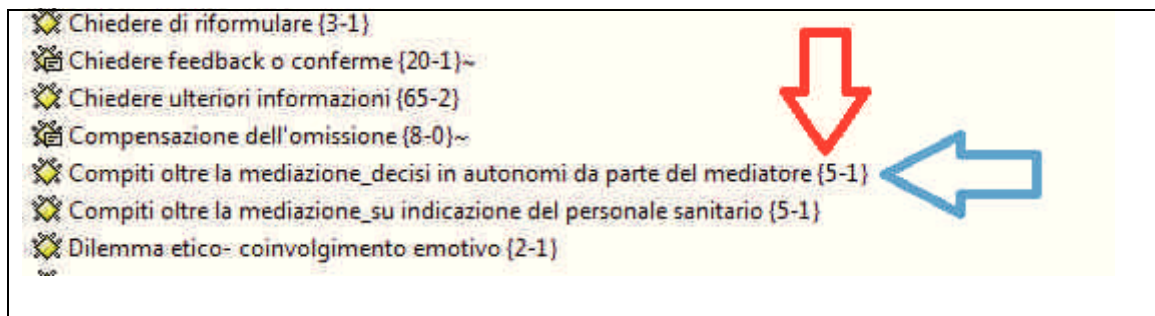 Chiedere di riformulare {3-1}
Chiedere feedback o conferme {20-1}~
Chiedere ulteriori informazioni {65-2}
Compensazione dell'omissione {8-0}~
Compiti oltre la mediazione_decisi in autonomi da parte del mediatore {5-1}
Compiti oltre la mediazione_su indicazione del personale sanitario {5-1}
Dilemma etico- coinvolgimento emotivo {2-1}